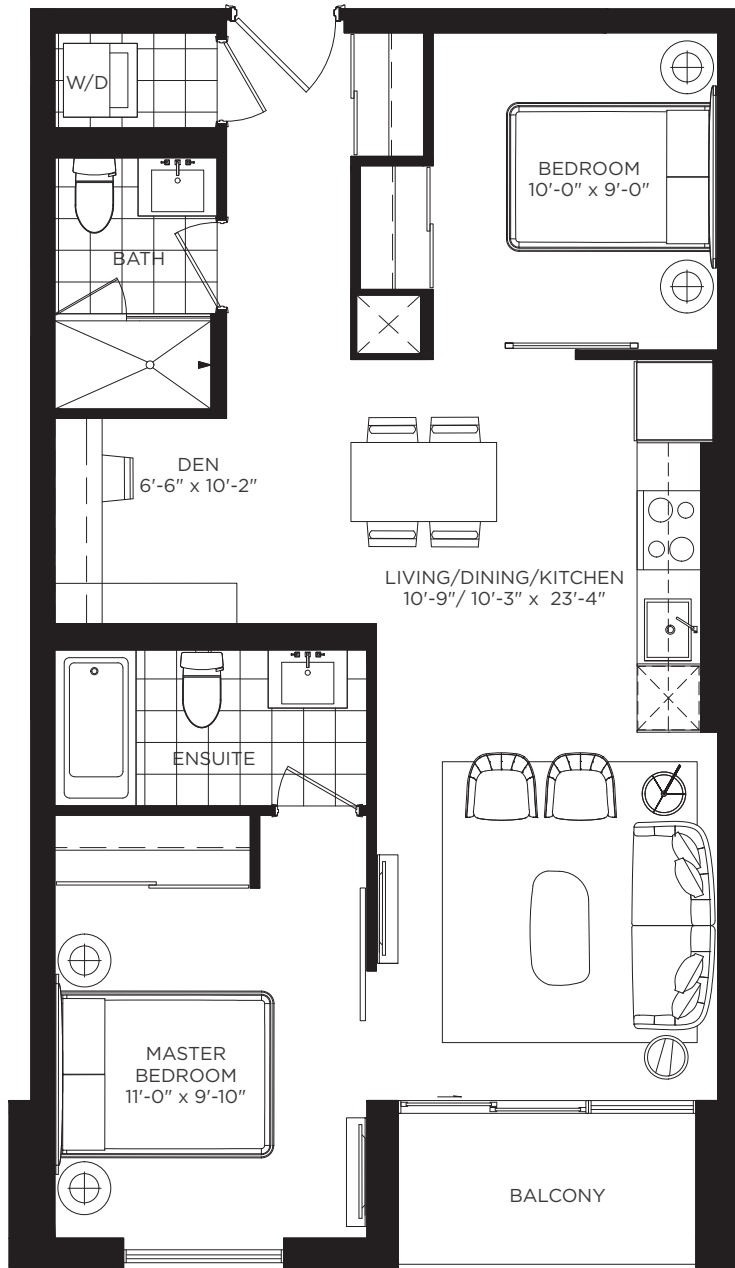 W/D
BEDROOM
10'-0" x 9'-0"
BATH
DEN
6'-6" x 10'-2"
LIVING/DINING/KITCHEN
10'-9"/ 10'-3" x 23'-4"
ENSUITE
MASTER
BEDROOM
11'-0" x 9'-10"
BALCONY